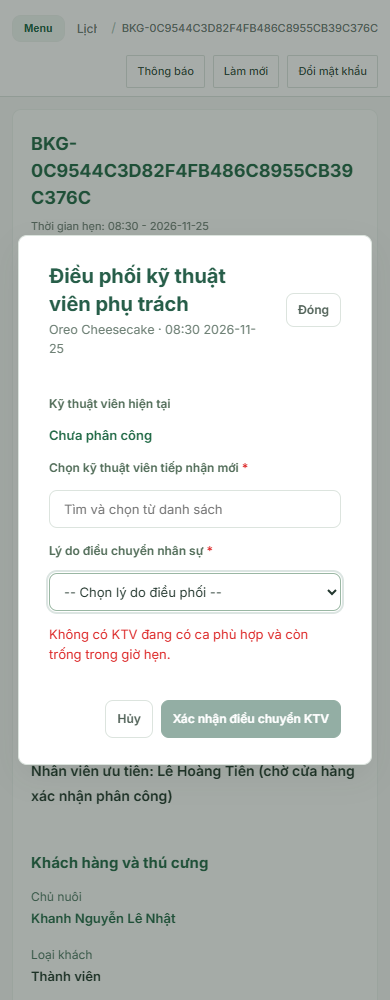 Menu
Lịch / BKG-0C9544C3D82F4FB486C8955CB39C376C
Thông báo
Làm mới
Đổi mật khẩu
BKG-
0C9544C3D82F4FB486C8955CB39
C376C
Thời gian hẹn: 08:30 - 2026-11-25
Điều phối kỹ thuật
viên phụ trách
Oreo Cheesecake · 08:30 2026-11-
25
Đóng
Kỹ thuật viên hiện tại
Chưa phân công
Chọn kỹ thuật viên tiếp nhận mới *
Tìm và chọn từ danh sách
Lý do điều chuyển nhân sự *
-- Chọn lý do điều phối --
Không có KTV đang có ca phù hợp và còn
trống trong giờ hẹn.
Hủy
Xác nhận điều chuyển KTV
Nhân viên ưu tiên: Lê Hoàng Tiên (chờ cửa hàng
xác nhận phân công)
Khách hàng và thú cưng
Chủ nuôi
Khanh Nguyễn Lê Nhật
Loại khách
Thành viên